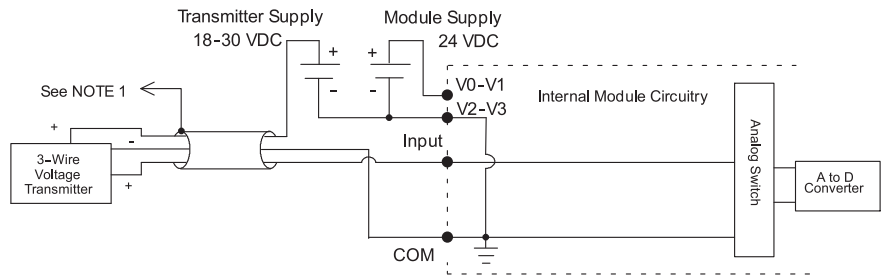 Transmitter Supply
18-30 VDC
Module Supply
24 VDC
+
-
+
-
V0-V1
V2-V3
See NOTE 1
Internal Module Circuitry
Input
+
-
+
3-Wire
Voltage
Transmitter
Analog Switch
A to D
Converter
COM